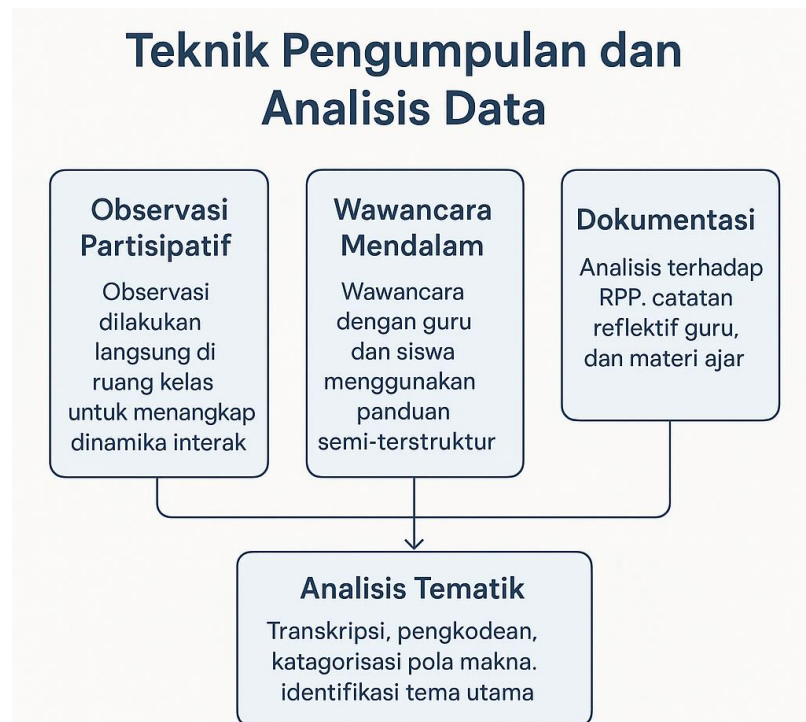 Teknik Pengumpulan dan
Analisis Data
Observasi
Partisipatif
Observasi
dilakukan
langsung di
ruang kelas
untuk menangkap
dinamika interak
Wawancara
Mendalam
Wawancara
dengan guru
dan siswa
menggunakan
panduan
semi-terstruktur
Dokumentasi
Analisis terhadap
RPP. catatan
reflektif guru,
dan materi ajar
Analisis Tematik
Transkripsi, pengkodean,
katagorisasi pola makna.
identifikasi tema utama